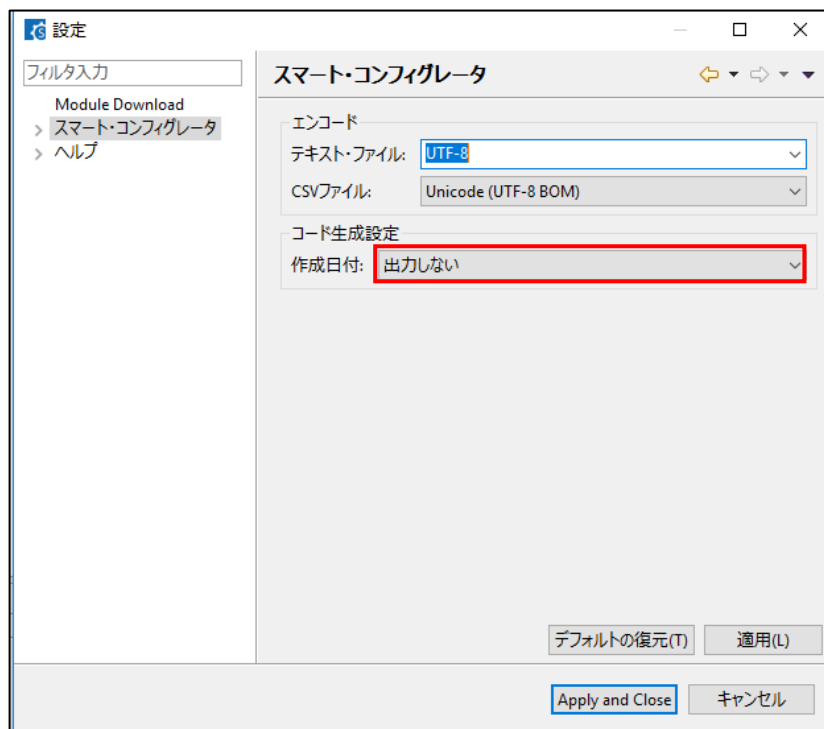 設定
フィルタ入力
Module Download
スマート・コンフィグレータ
ヘルプ
スマート・コンフィグレータ
エンコード
テキスト・ファイル: UTF-8
CSVファイル: Unicode (UTF-8 BOM)
コード生成設定
作成日付: 出力しない
デフォルトの復元(T) 適用(L)
Apply and Close キャンセル